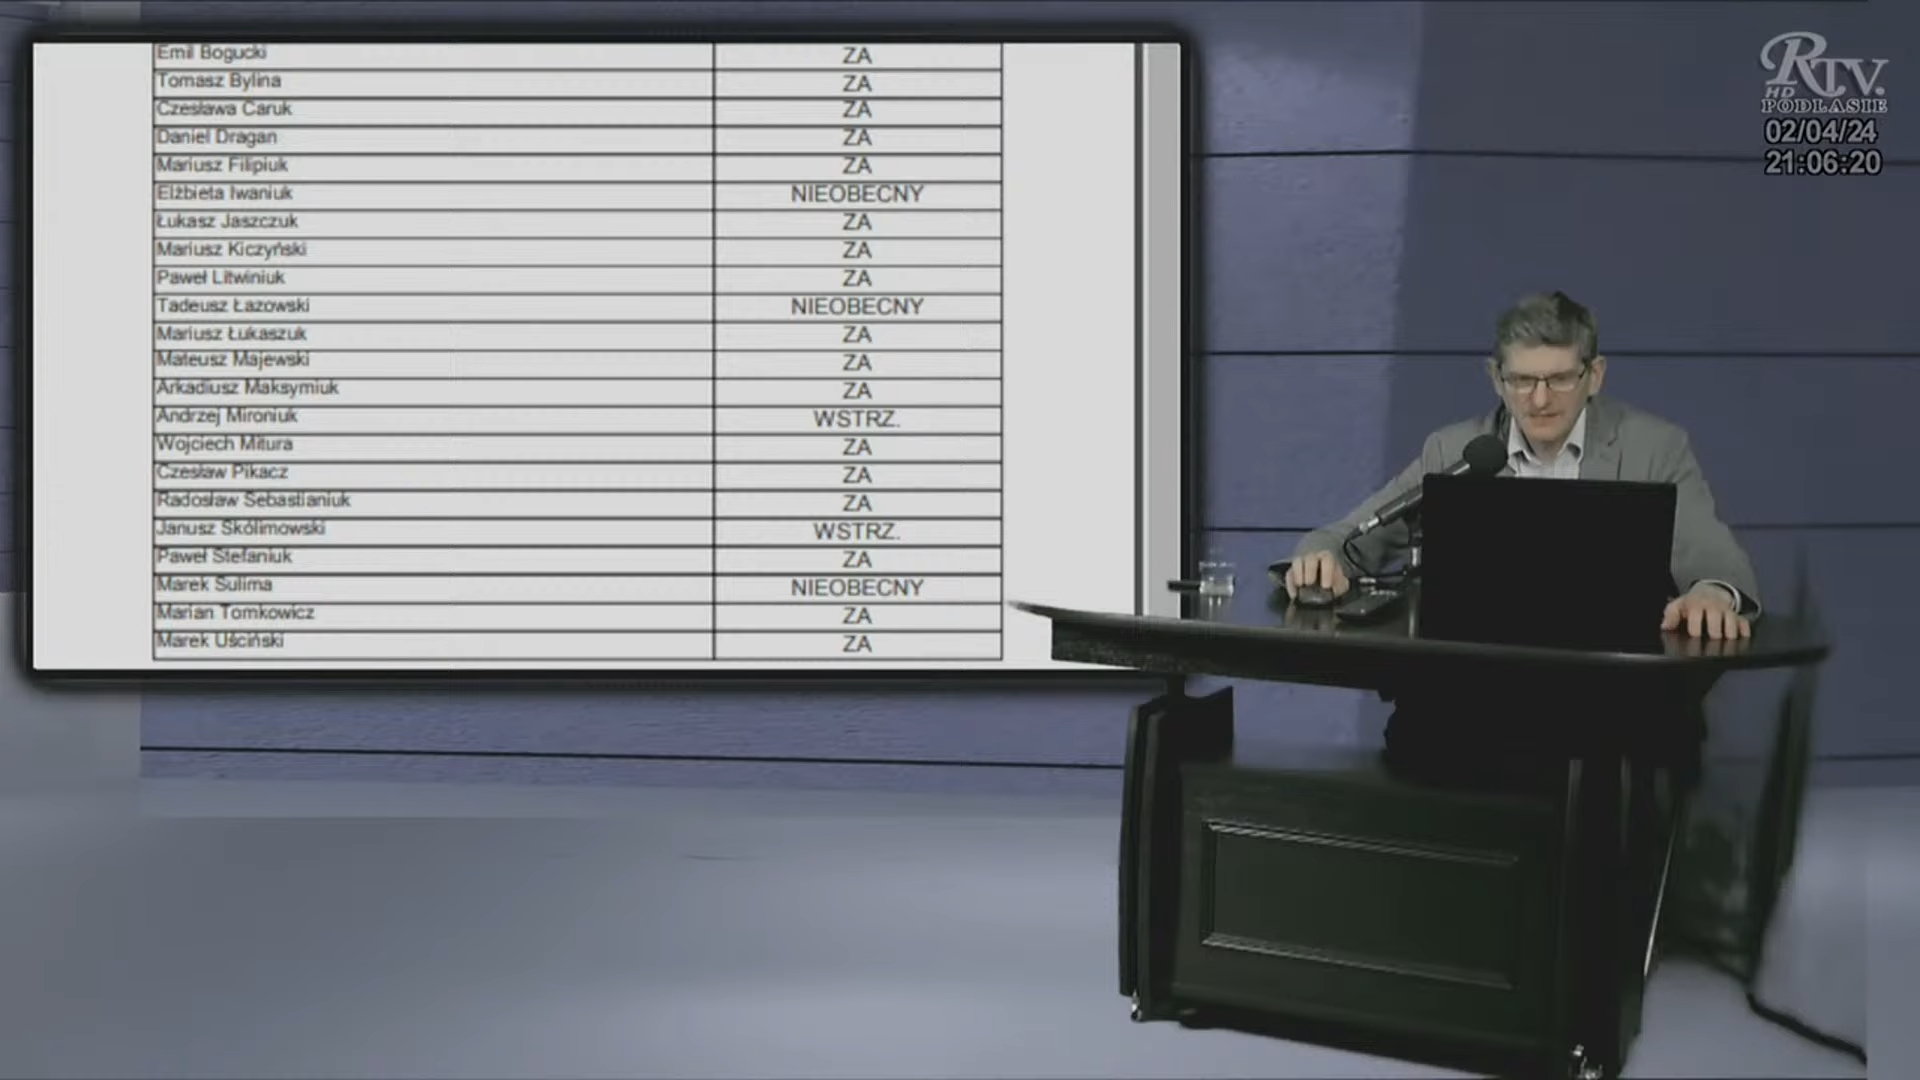 Emil Bogucki ZA
Tomasz Bylina ZA
Czesława Caruk ZA
Daniel Dragan ZA
Mariusz Filipiuk ZA
Elżbieta Iwaniuk NIEOBECNY
Łukasz Jaszczuk ZA
Mariusz Kiczyński ZA
Paweł Litwiniuk ZA
Tadeusz Łazowski NIEOBECNY
Mariusz Łukaszuk ZA
Mateusz Majewski ZA
Arkadiusz Maksymiuk ZA
Andrzej Mironiuk WSTRZ.
Wojciech Mitura ZA
Czesław Pikacz ZA
Radosław Sebastianiuk ZA
Janusz Skólimowski WSTRZ.
Paweł Stefaniuk ZA
Marek Sulima NIEOBECNY
Marian Tomkowicz ZA
Marek Uściński ZA
RTV.
HD
PODLASIE
02/04/24
21:06:20